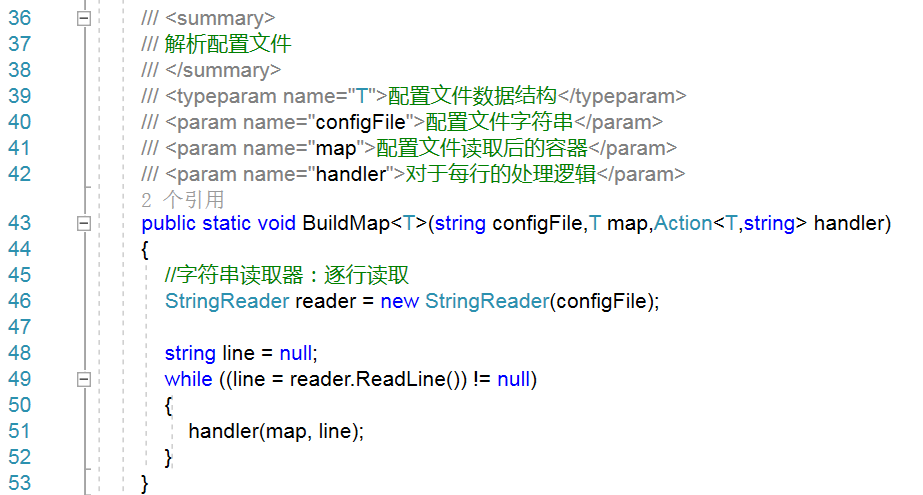 36 /// <summary>
37 /// 解析配置文件
38 /// </summary>
39 /// <typeparam name="T">配置文件数据结构</typeparam>
40 /// <param name="configFile">配置文件字符串</param>
41 /// <param name="map">配置文件读取后的容器</param>
42 /// <param name="handler">对于每行的处理逻辑</param>
2 个引用
43 public static void BuildMap<T>(string configFile,T map,Action<T,string> handler)
44 {
45 //字符串读取器：逐行读取
46 StringReader reader = new StringReader(configFile);
47
48 string line = null;
49 while ((line = reader.ReadLine()) != null)
50 {
51 handler(map, line);
52 }
53 }